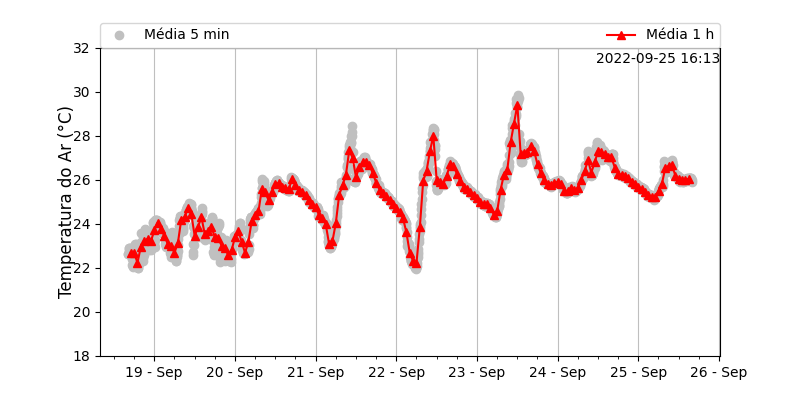 Média 5 min
Média 1 h
2022-09-25 16:13
Temperatura do Ar (°C)
32
30
28
26
24
22
20
18
19 - Sep
20 - Sep
21 - Sep
22 - Sep
23 - Sep
24 - Sep
25 - Sep
26 - Sep